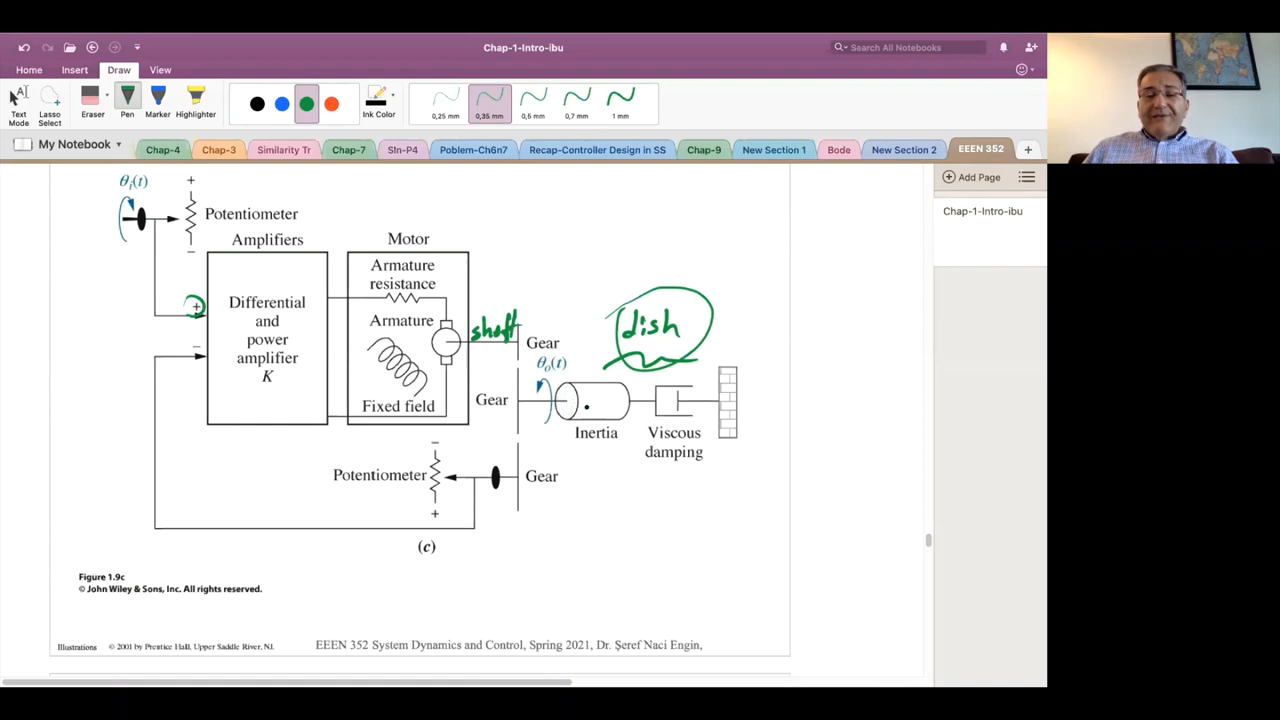 Chap-1-Intro-ibu
Search All Notebooks
Home Insert Draw View
Text Mode
Lasso Select
Eraser
Pen
Marker
Highlighter
Ink Color
0,25 mm
0,35 mm
0,5 mm
0,7 mm
1 mm
My Notebook
Chap-4
Chap-3
Similarity Tr
Chap-7
SIn-P4
Poblem-Ch6n7
Recap-Controller Design in SS
Chap-9
New Section 1
Bode
New Section 2
EEEN 352
Add Page
Chap-1-Intro-ibu
θi(t)
+
Potentiometer
−
Amplifiers
Motor
+
−
Differential
and
power
amplifier
K
Armature
resistance
Armature
Fixed field
shaft
Gear
dish
θo(t)
Gear
Inertia
Viscous
damping
−
Potentiometer
+
Gear
(c)
Figure 1.9c
© John Wiley & Sons, Inc. All rights reserved.
Illustrations © 2001 by Prentice Hall, Upper Saddle River, NJ.
EEEN 352 System Dynamics and Control, Spring 2021, Dr. Şeref Naci Engin,